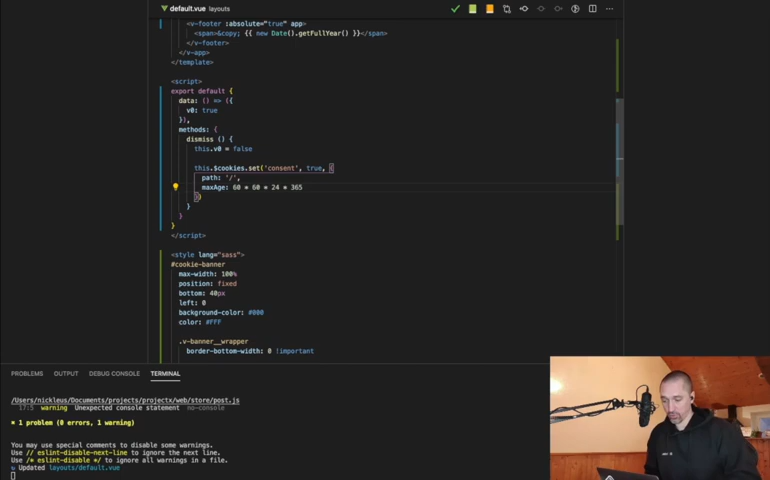 default.vue layouts
<v-footer :absolute="true" app>
<span>&copy; {{ new Date().getFullYear() }}</span>
</v-footer>
</v-app>
</template>
<script>
export default {
data: () => ({
v0: true
}),
methods: {
dismiss () {
this.v0 = false
this.$cookies.set('consent', true, {
path: '/',
maxAge: 60 * 60 * 24 * 365
})
}
}
}
</script>
<style lang="sass">
#cookie-banner
max-width: 100%
position: fixed
bottom: 40px
left: 0
background-color: #000
color: #FFF
.v-banner__wrapper
border-bottom-width: 0 !important
PROBLEMS OUTPUT DEBUG CONSOLE TERMINAL
/Users/nickleus/Documents/projects/projectx/web/store/post.js
17:5 warning Unexpected console statement no-console
✖ 1 problem (0 errors, 1 warning)
You may use special comments to disable some warnings.
Use // eslint-disable-next-line to ignore the next line.
Use /* eslint-disable */ to ignore all warnings in a file.
↻ Updated layouts/default.vue